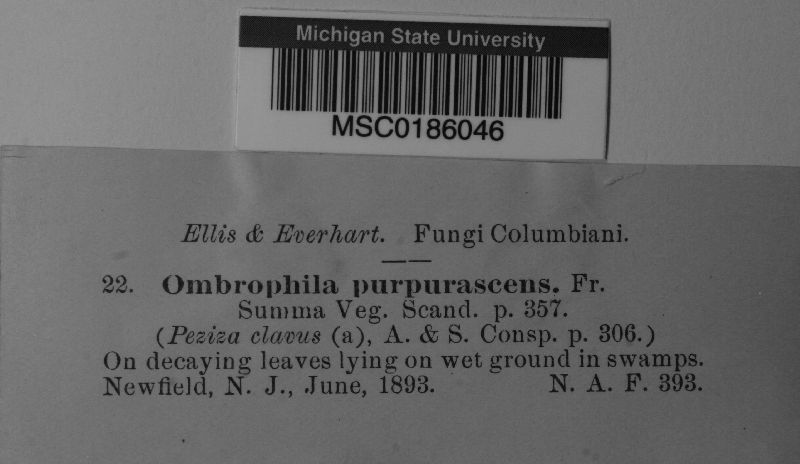 Michigan State University
MSC0186046
Ellis & Everhart. Fungi Columbiani.
22. Ombrophila purpurascens. Fr.
Summa Veg. Scand. p. 357.
(Peziza clavus (a), A. & S. Consp. p. 306.)
On decaying leaves lying on wet ground in swamps.
Newfield, N. J., June, 1893. N. A. F. 393.